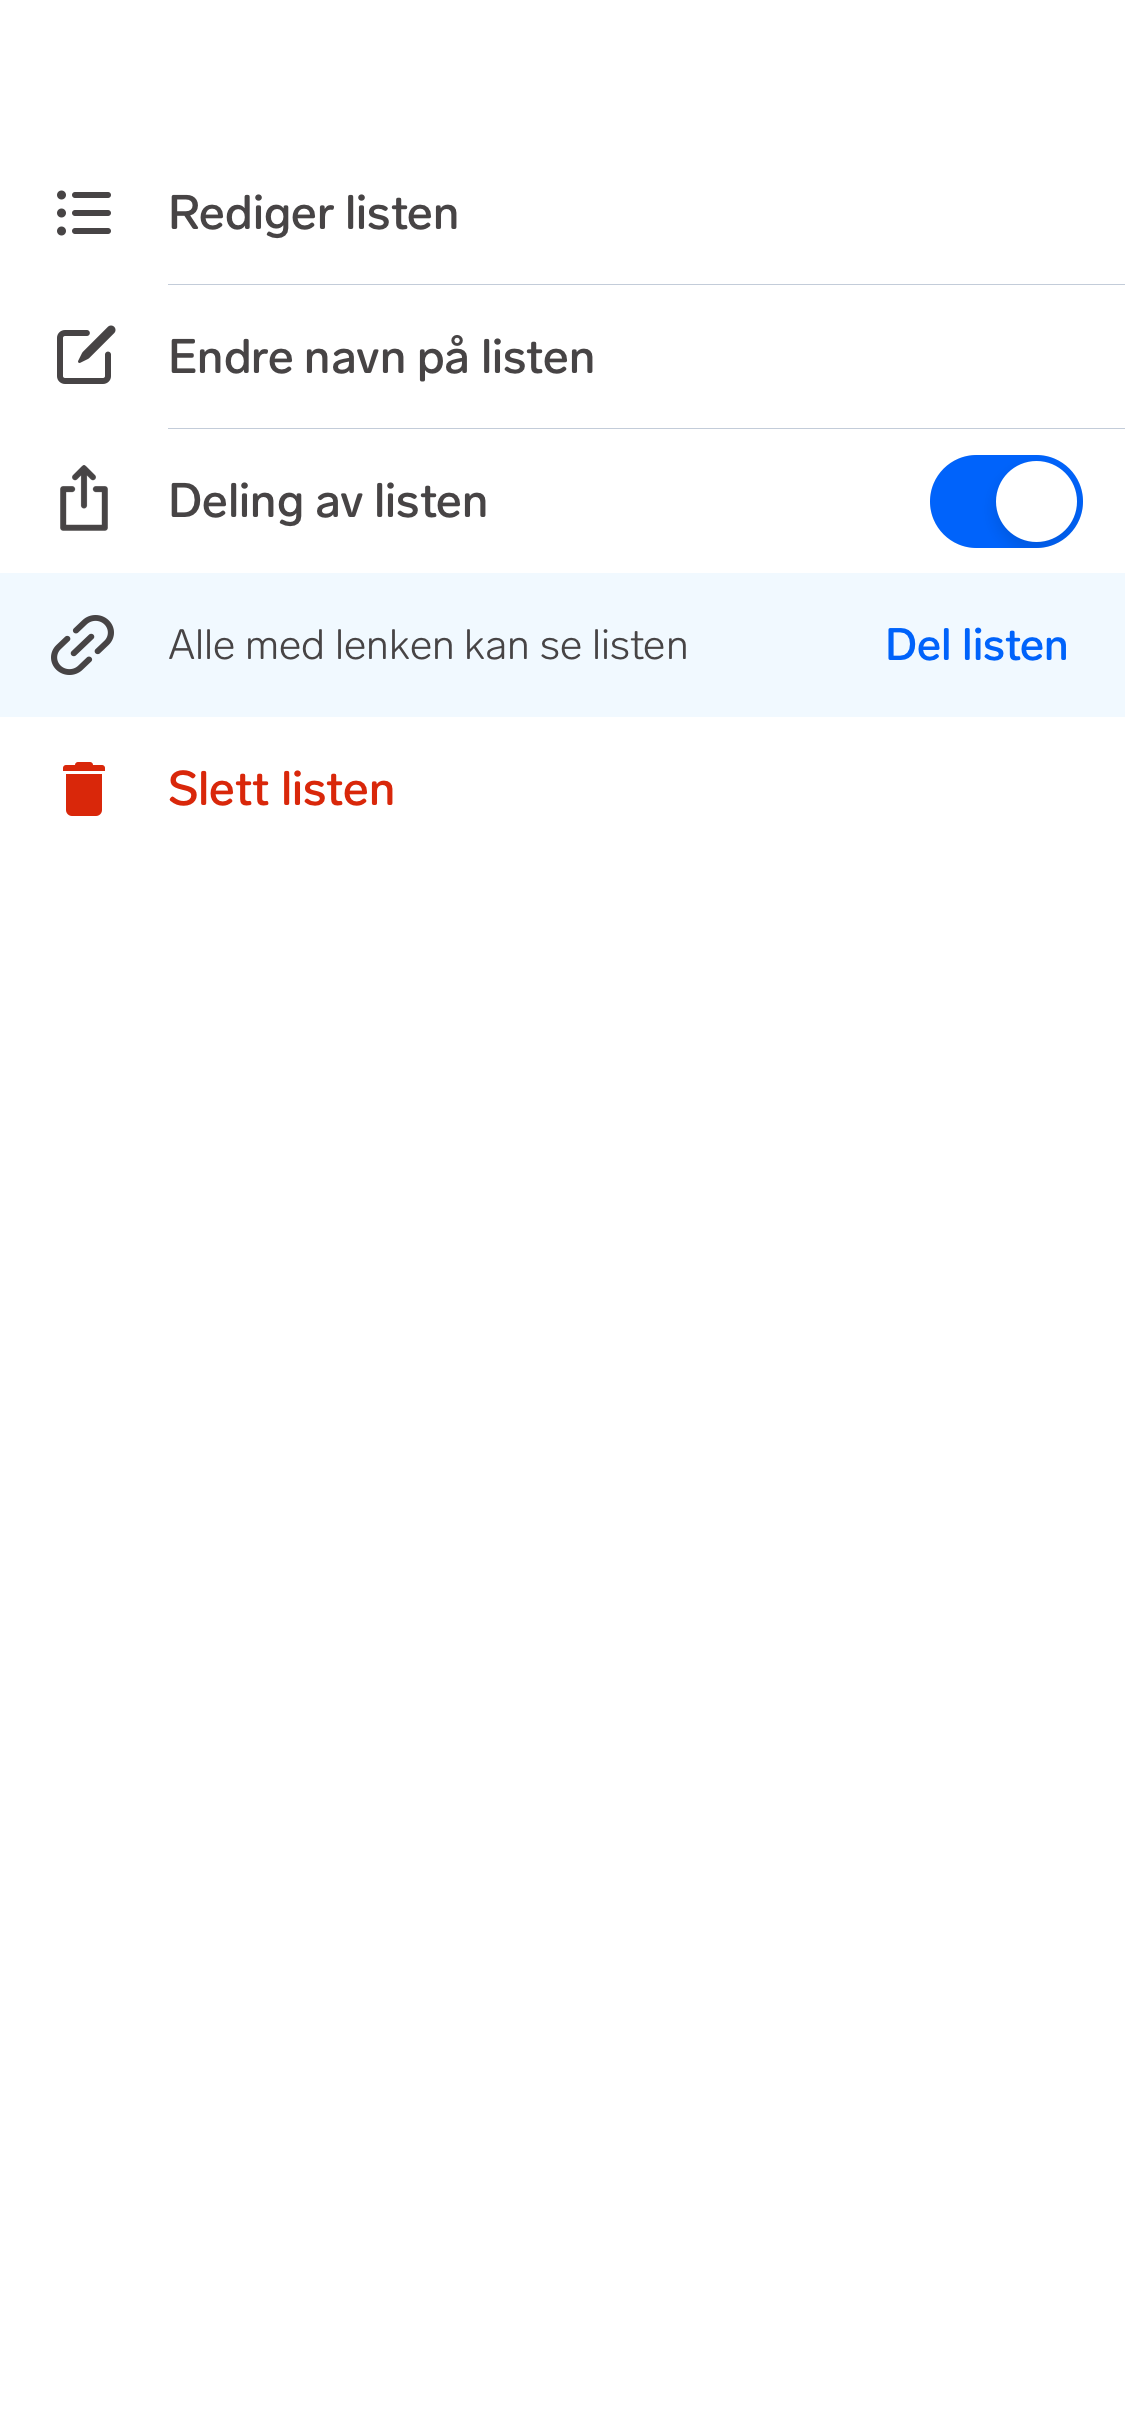 Rediger listen
Endre navn på listen
Deling av listen
Alle med lenken kan se listen Del listen
Slett listen